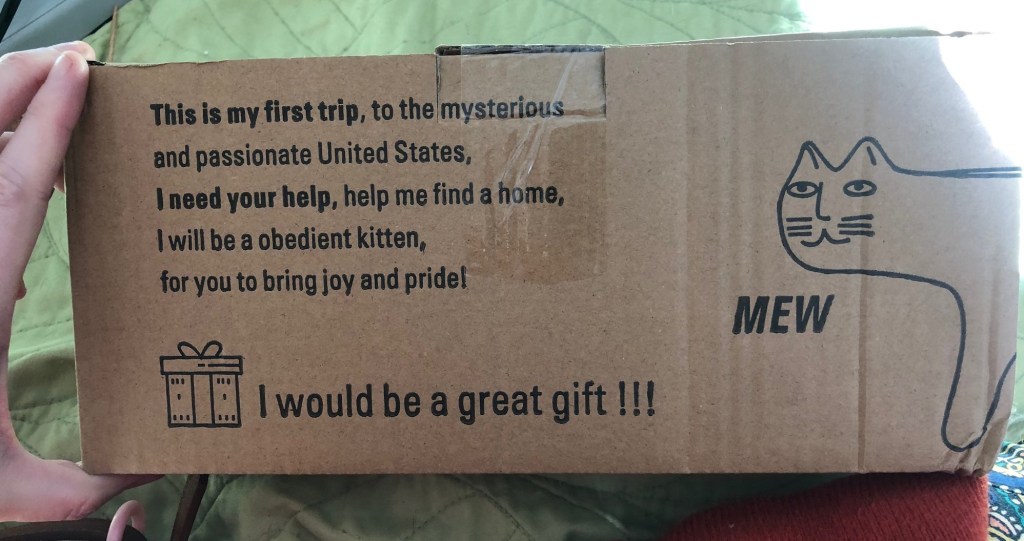 This is my first trip, to the mysterious
and passionate United States,
I need your help, help me find a home,
I will be a obedient kitten,
for you to bring joy and pride!
MEW
I would be a great gift !!!